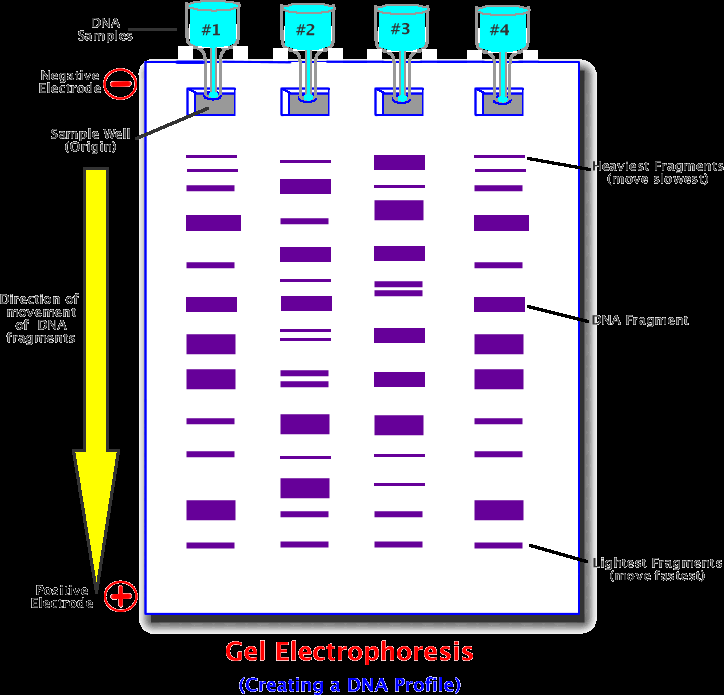 DNA
Samples
#1
#2
#3
#4
Negative
Electrode
Sample Well
(Origin)
Heaviest Fragments
(move slowest)
Direction of
movement
of DNA
fragments
DNA Fragment
Lightest Fragments
(move fastest)
Positive
Electrode
Gel Electrophoresis
(Creating a DNA Profile)